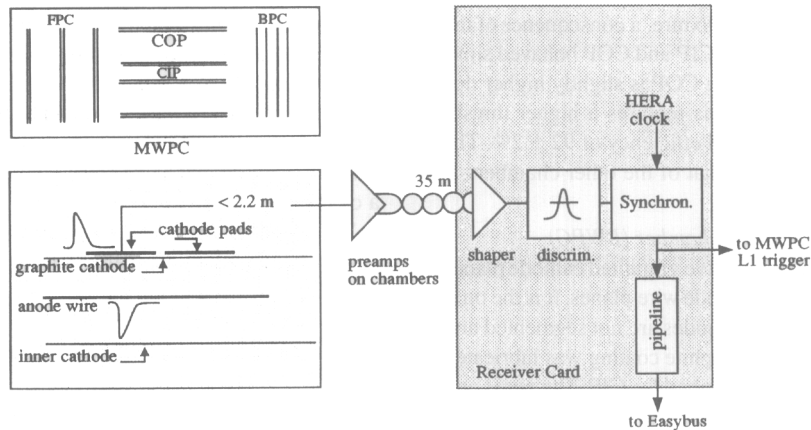 FPC
BPC
COP
CIP
MWPC
HERA
clock
< 2.2 m
35 m
cathode pads
graphite cathode
anode wire
inner cathode
preamps
on chambers
shaper
discrim.
Synchron.
to MWPC
L1 trigger
pipeline
Receiver Card
to Easybus